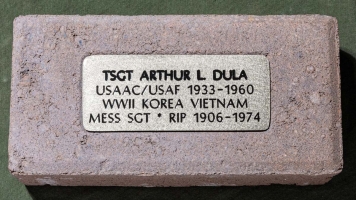 TSGT ARTHUR L. DULA
USAAC/USAF 1933-1960
WWII KOREA VIETNAM
MESS SGT * RIP 1906-1974